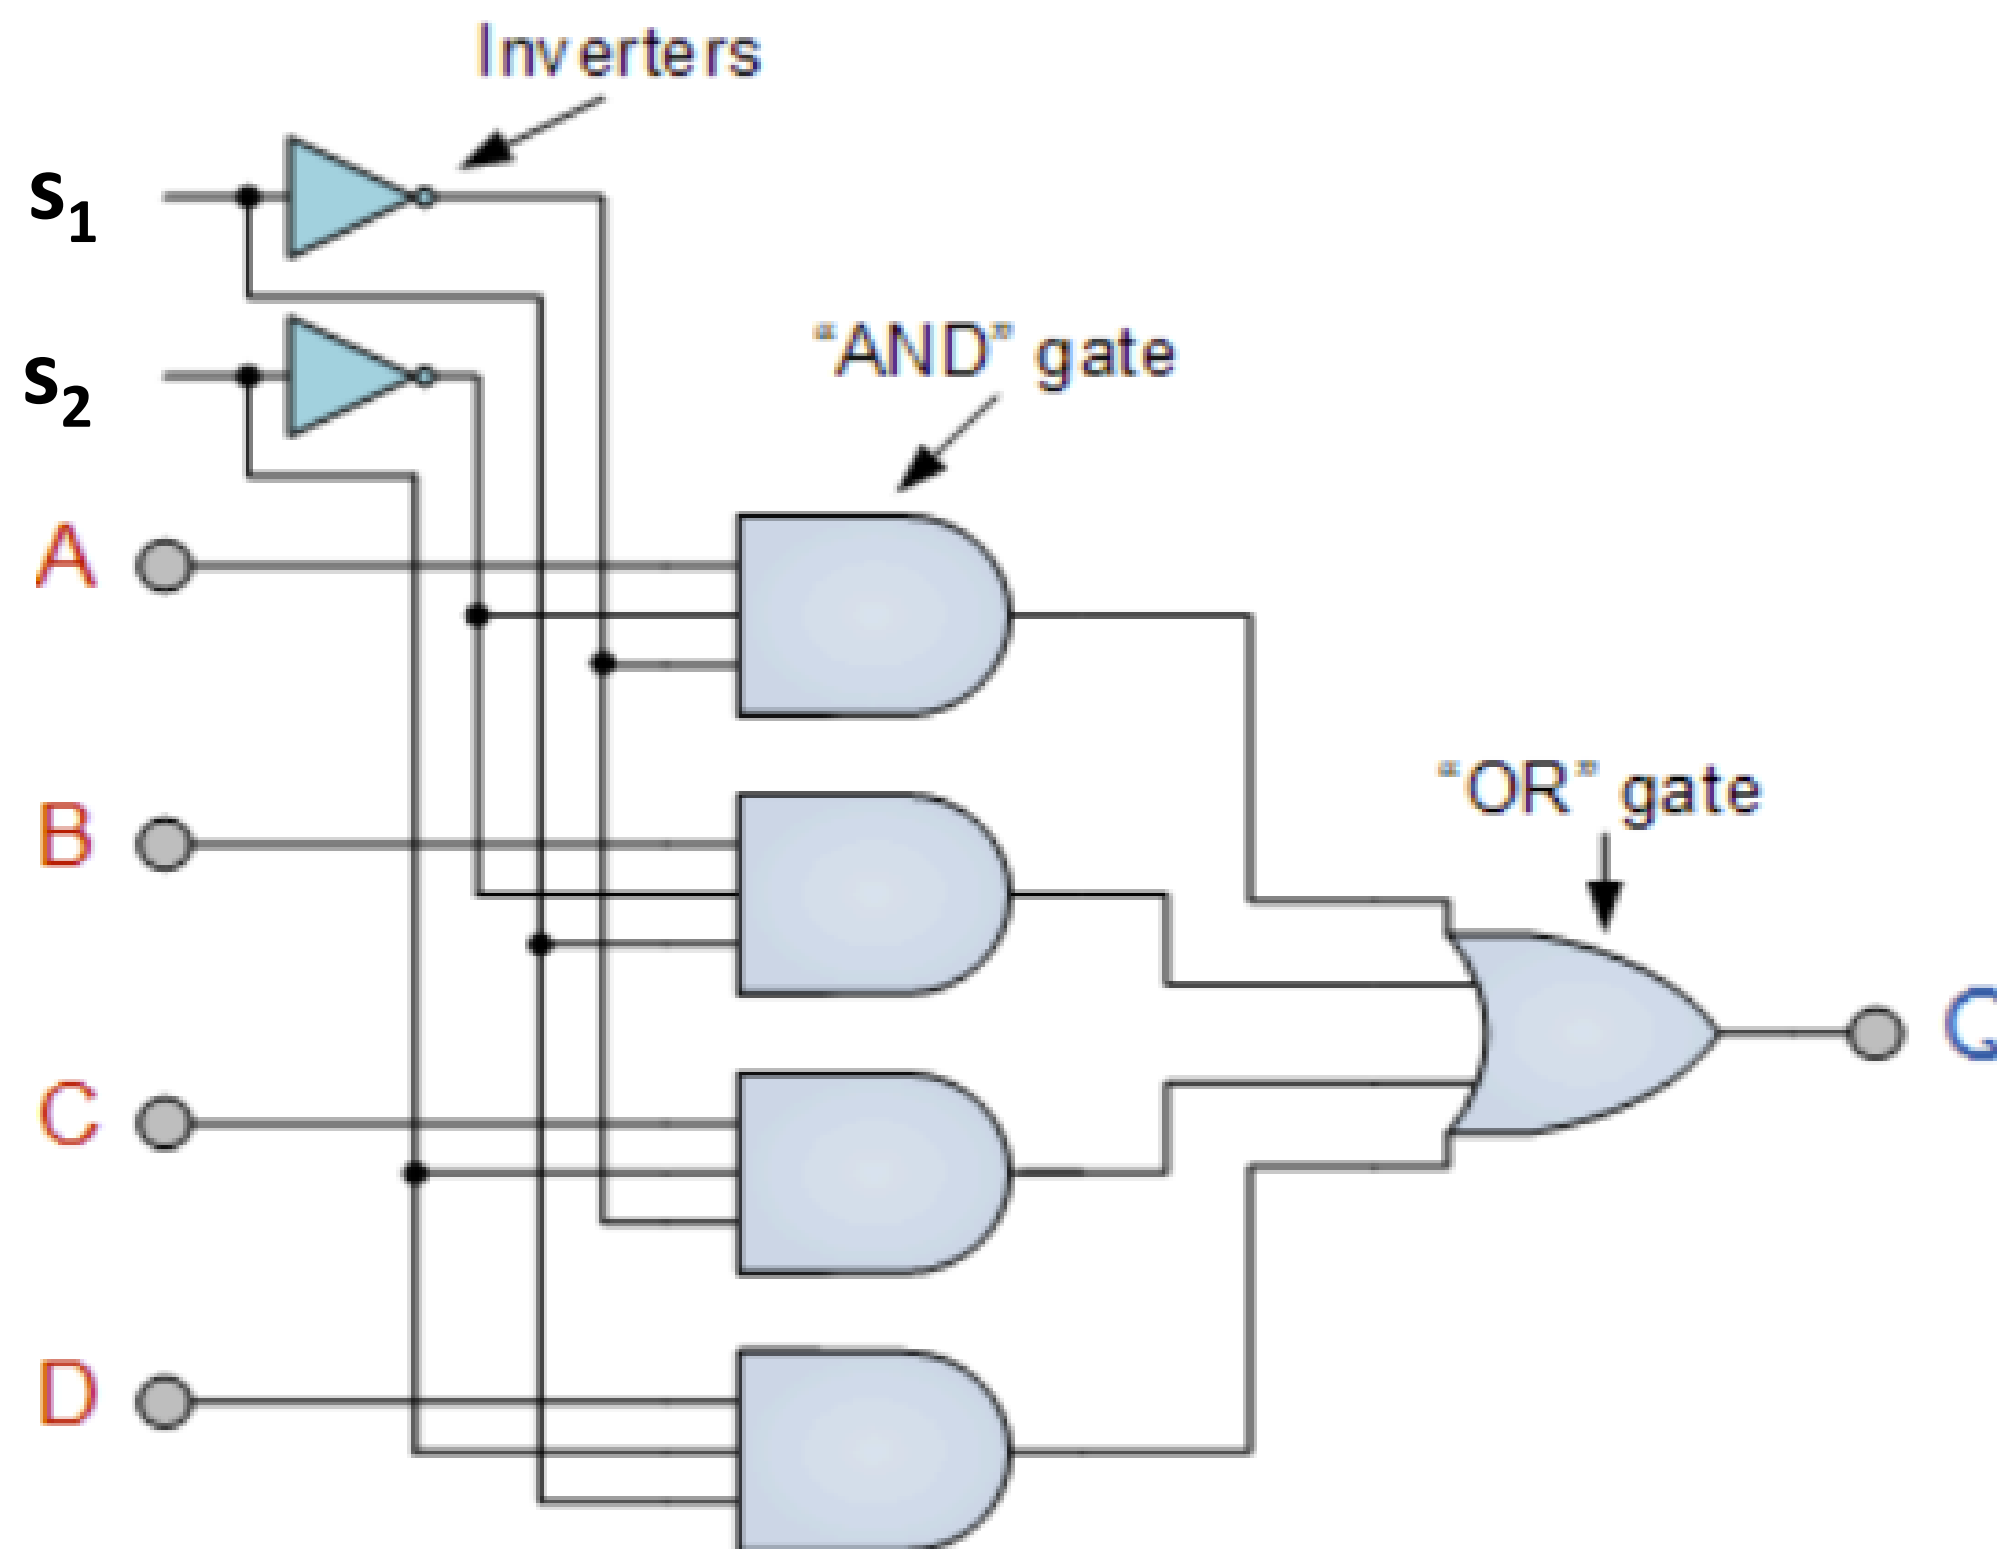 Inverters
S₁
"AND" gate
S₂
A
"OR" gate
B
C
D